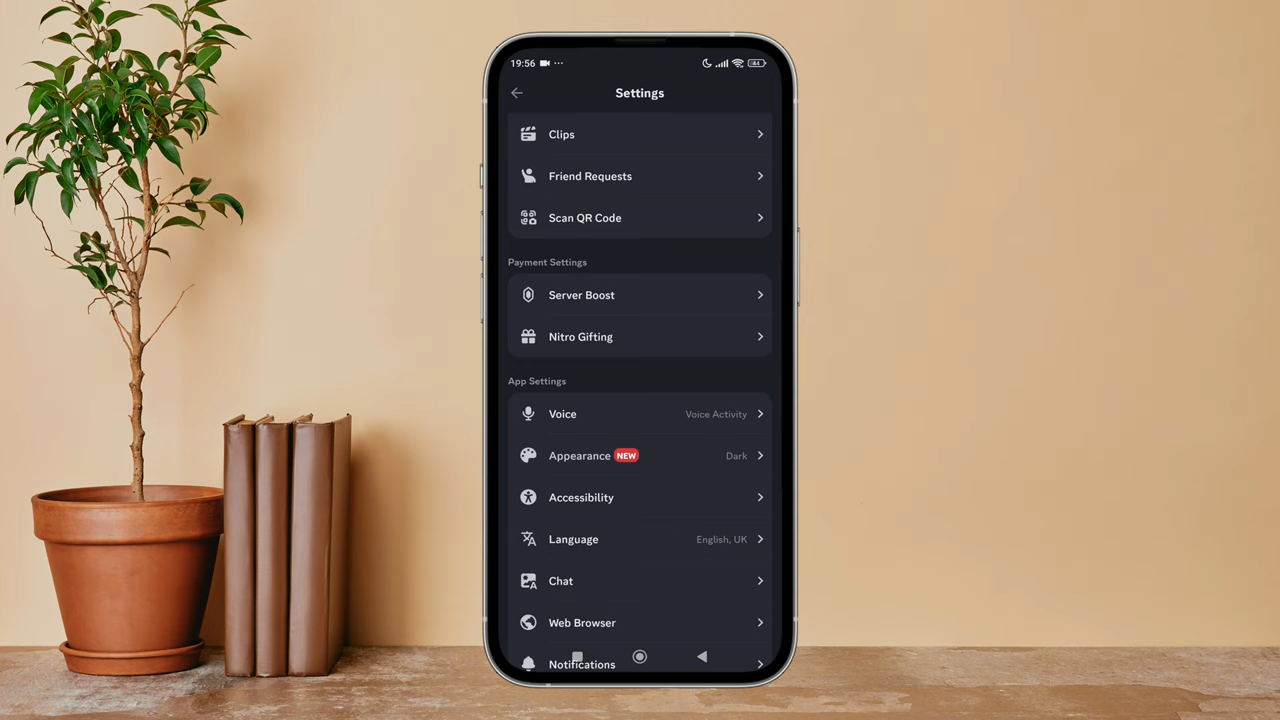 19:56
44
Settings
Clips
Friend Requests
Scan QR Code
Payment Settings
Server Boost
Nitro Gifting
App Settings
Voice Voice Activity
Appearance NEW Dark
Accessibility
Language English, UK
Chat
Web Browser
Notifications